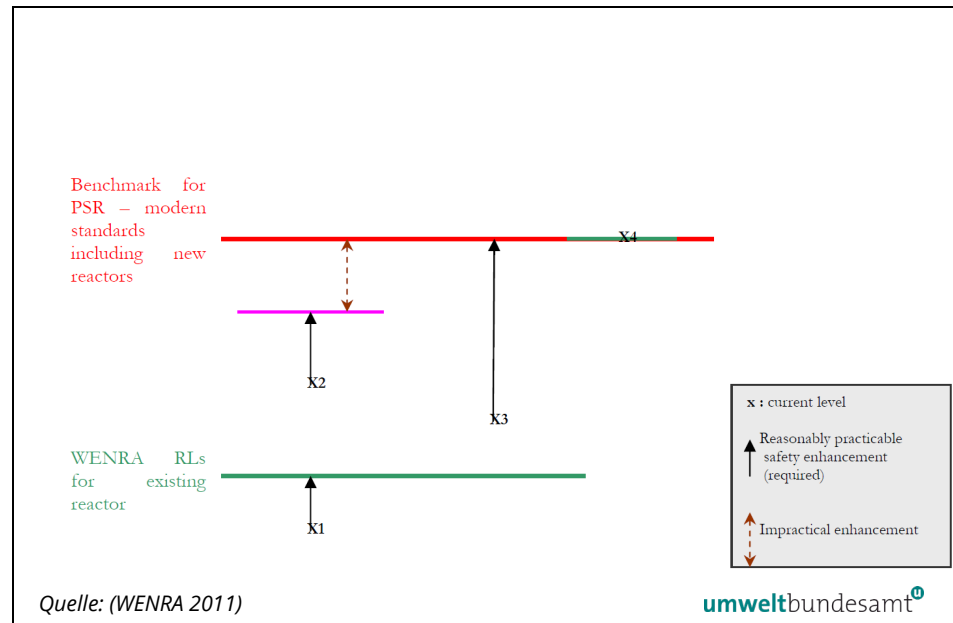 Benchmark for
PSR – modern
standards
including new
reactors
X4
X2
X3
WENRA RLs
for existing
reactor
X1
x : current level
Reasonably practicable
safety enhancement
(required)
Impractical enhancement
Quelle: (WENRA 2011)
umweltbundesamt u